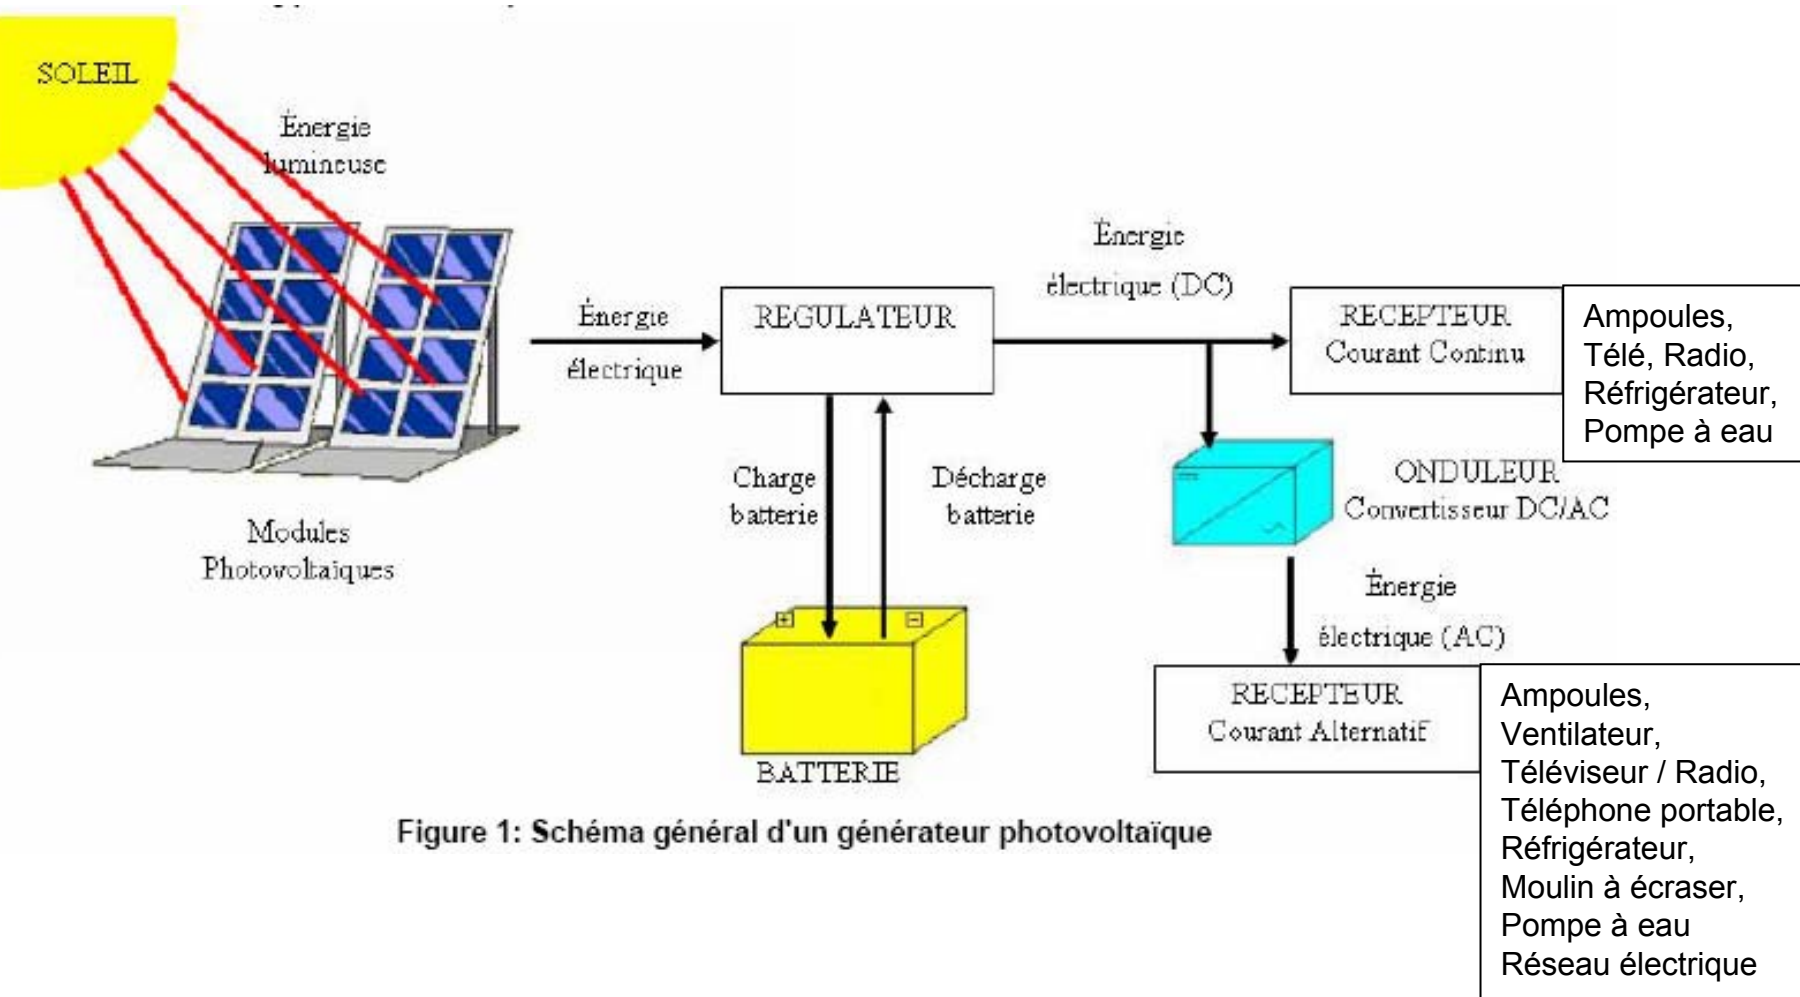 SOLEIL
Énergie
lumineuse
Modules
Photovoltaiques
Énergie
électrique
REGULATEUR
Charge
batterie
Décharge
batterie
+
−
BATTERIE
Énergie
électrique (DC)
RECEPTEUR
Courant Continu
Ampoules,
Télé, Radio,
Réfrigérateur,
Pompe à eau
ONDULEUR
Convertisseur DC/AC
Énergie
électrique (AC)
RECEPTEUR
Courant Alternatif
Ampoules,
Ventilateur,
Téléviseur / Radio,
Téléphone portable,
Réfrigérateur,
Moulin à écraser,
Pompe à eau
Réseau électrique
Figure 1: Schéma général d'un générateur photovoltaïque